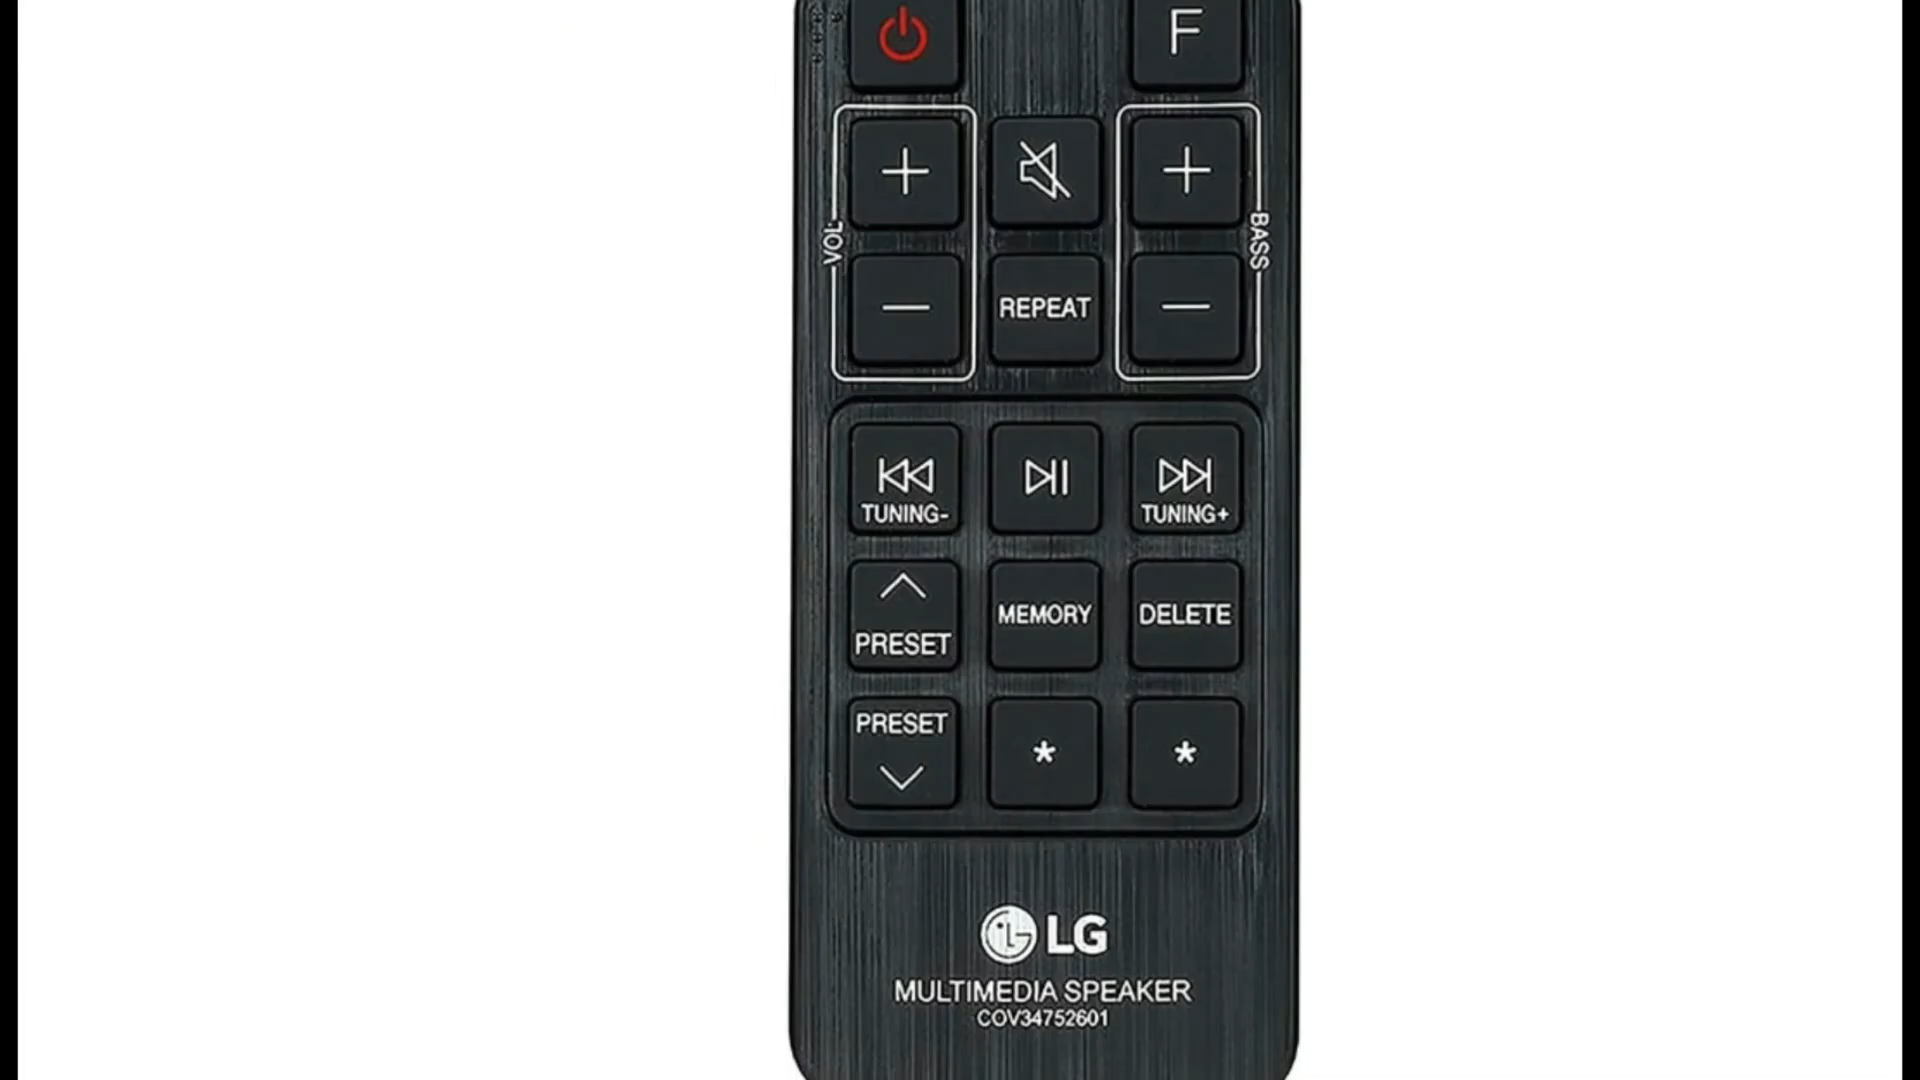 F
VOL
BASS
REPEAT
TUNING-
TUNING+
PRESET
MEMORY
DELETE
PRESET
*
*
LG
MULTIMEDIA SPEAKER
COV34752601